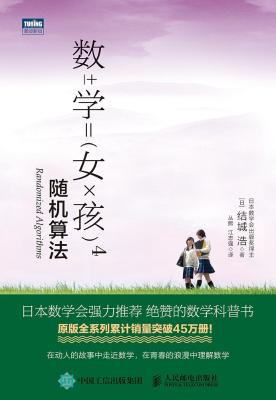 TURING
图灵新知
数+学=(女×孩)4
随机算法
Randomized Algorithms
日本数学会出版奖得主
[日] 结城 浩 著
丛熙 江志强 译
日本数学会强力推荐 绝赞的数学科普书
原版全系列累计销量突破45万册!
在动人的故事中走近数学，在青春的浪漫中理解数学
中国工信出版集团
人民邮电出版社